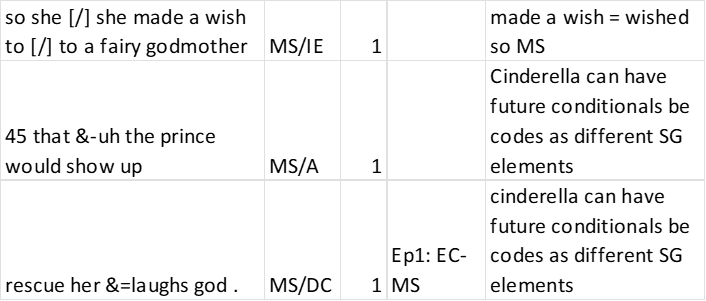 so she [/] she made a wish
to [/] to a fairy godmother
MS/IE
1
made a wish = wished
so MS
45 that &-uh the prince
would show up
MS/A
1
Cinderella can have
future conditionals be
codes as different SG
elements
rescue her &=laughs god .
MS/DC
1
Ep1: EC-
MS
cinderella can have
future conditionals be
codes as different SG
elements